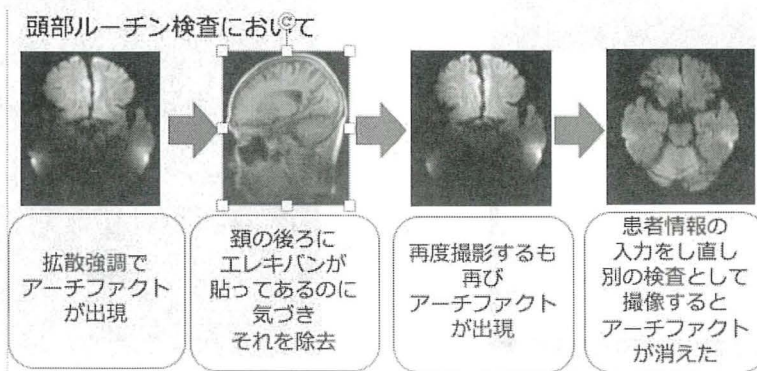 頭部ルーチン検査において
拡散強調で
アーチファクト
が出現
頚の後ろに
エレキバンが
貼ってあるのに
気づき
それを除去
再度撮影するも
再び
アーチファクト
が出現
患者情報の
入力をし直し
別の検査として
撮像すると
アーチファクト
が消えた